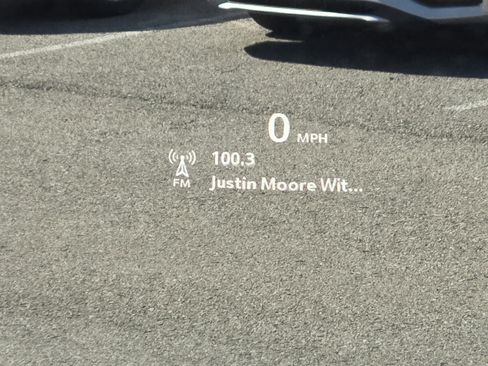 0 MPH
100.3
FM
Justin Moore Wit...